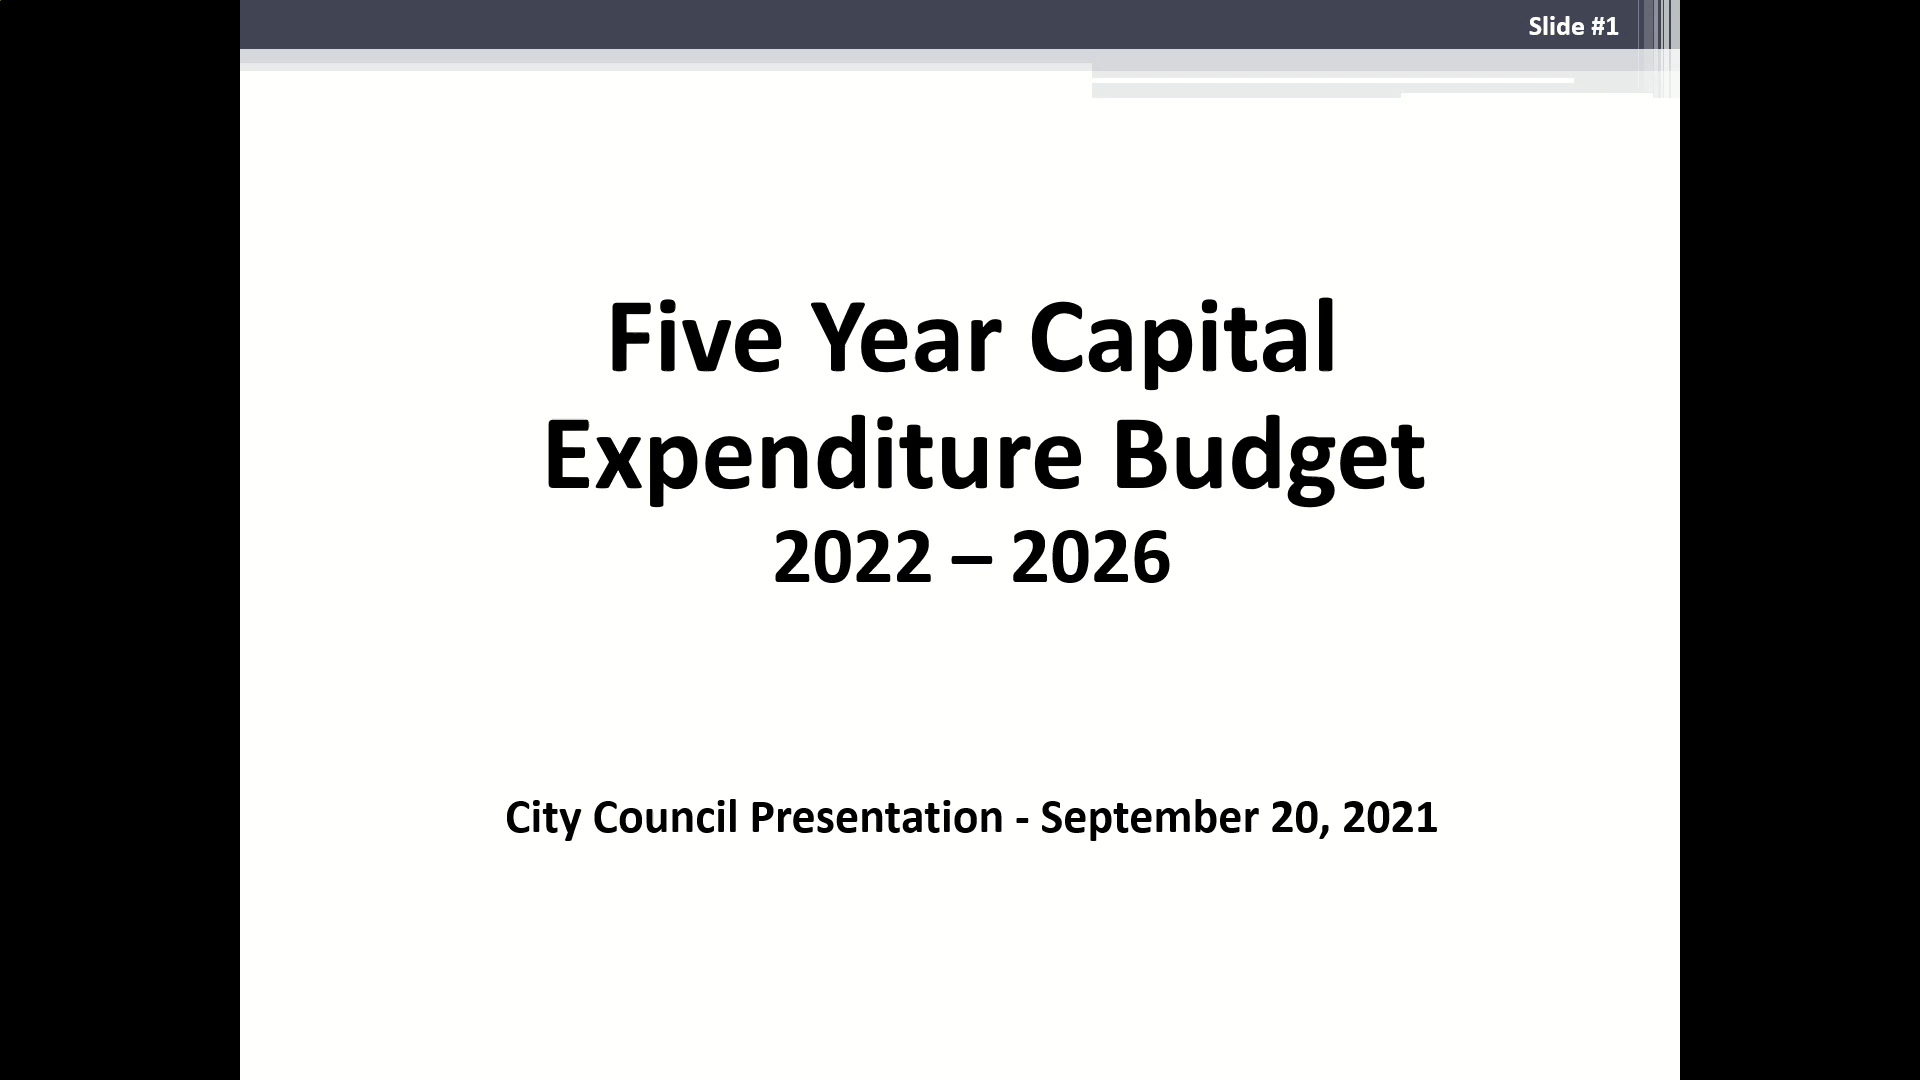 Slide #1
Five Year Capital
Expenditure Budget
2022 – 2026
City Council Presentation - September 20, 2021